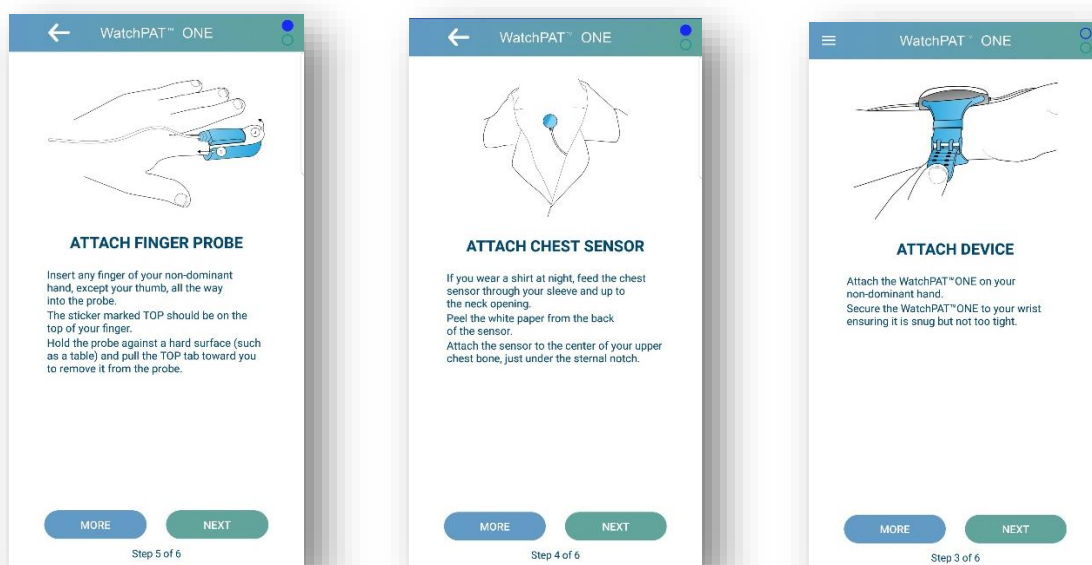 WatchPAT™ ONE
ATTACH FINGER PROBE
Insert any finger of your non-dominant
hand, except your thumb, all the way
into the probe.
The sticker marked TOP should be on the
top of your finger.
Hold the probe against a hard surface (such
as a table) and pull the TOP tab toward you
to remove it from the probe.
MORE
NEXT
Step 5 of 6
WatchPAT™ ONE
ATTACH CHEST SENSOR
If you wear a shirt at night, feed the chest
sensor through your sleeve and up to
the neck opening.
Peel the white paper from the back
of the sensor.
Attach the sensor to the center of your upper
chest bone, just under the sternal notch.
MORE
NEXT
Step 4 of 6
WatchPAT™ ONE
ATTACH DEVICE
Attach the WatchPAT™ONE on your
non-dominant hand.
Secure the WatchPAT™ONE to your wrist
ensuring it is snug but not too tight.
MORE
NEXT
Step 3 of 6